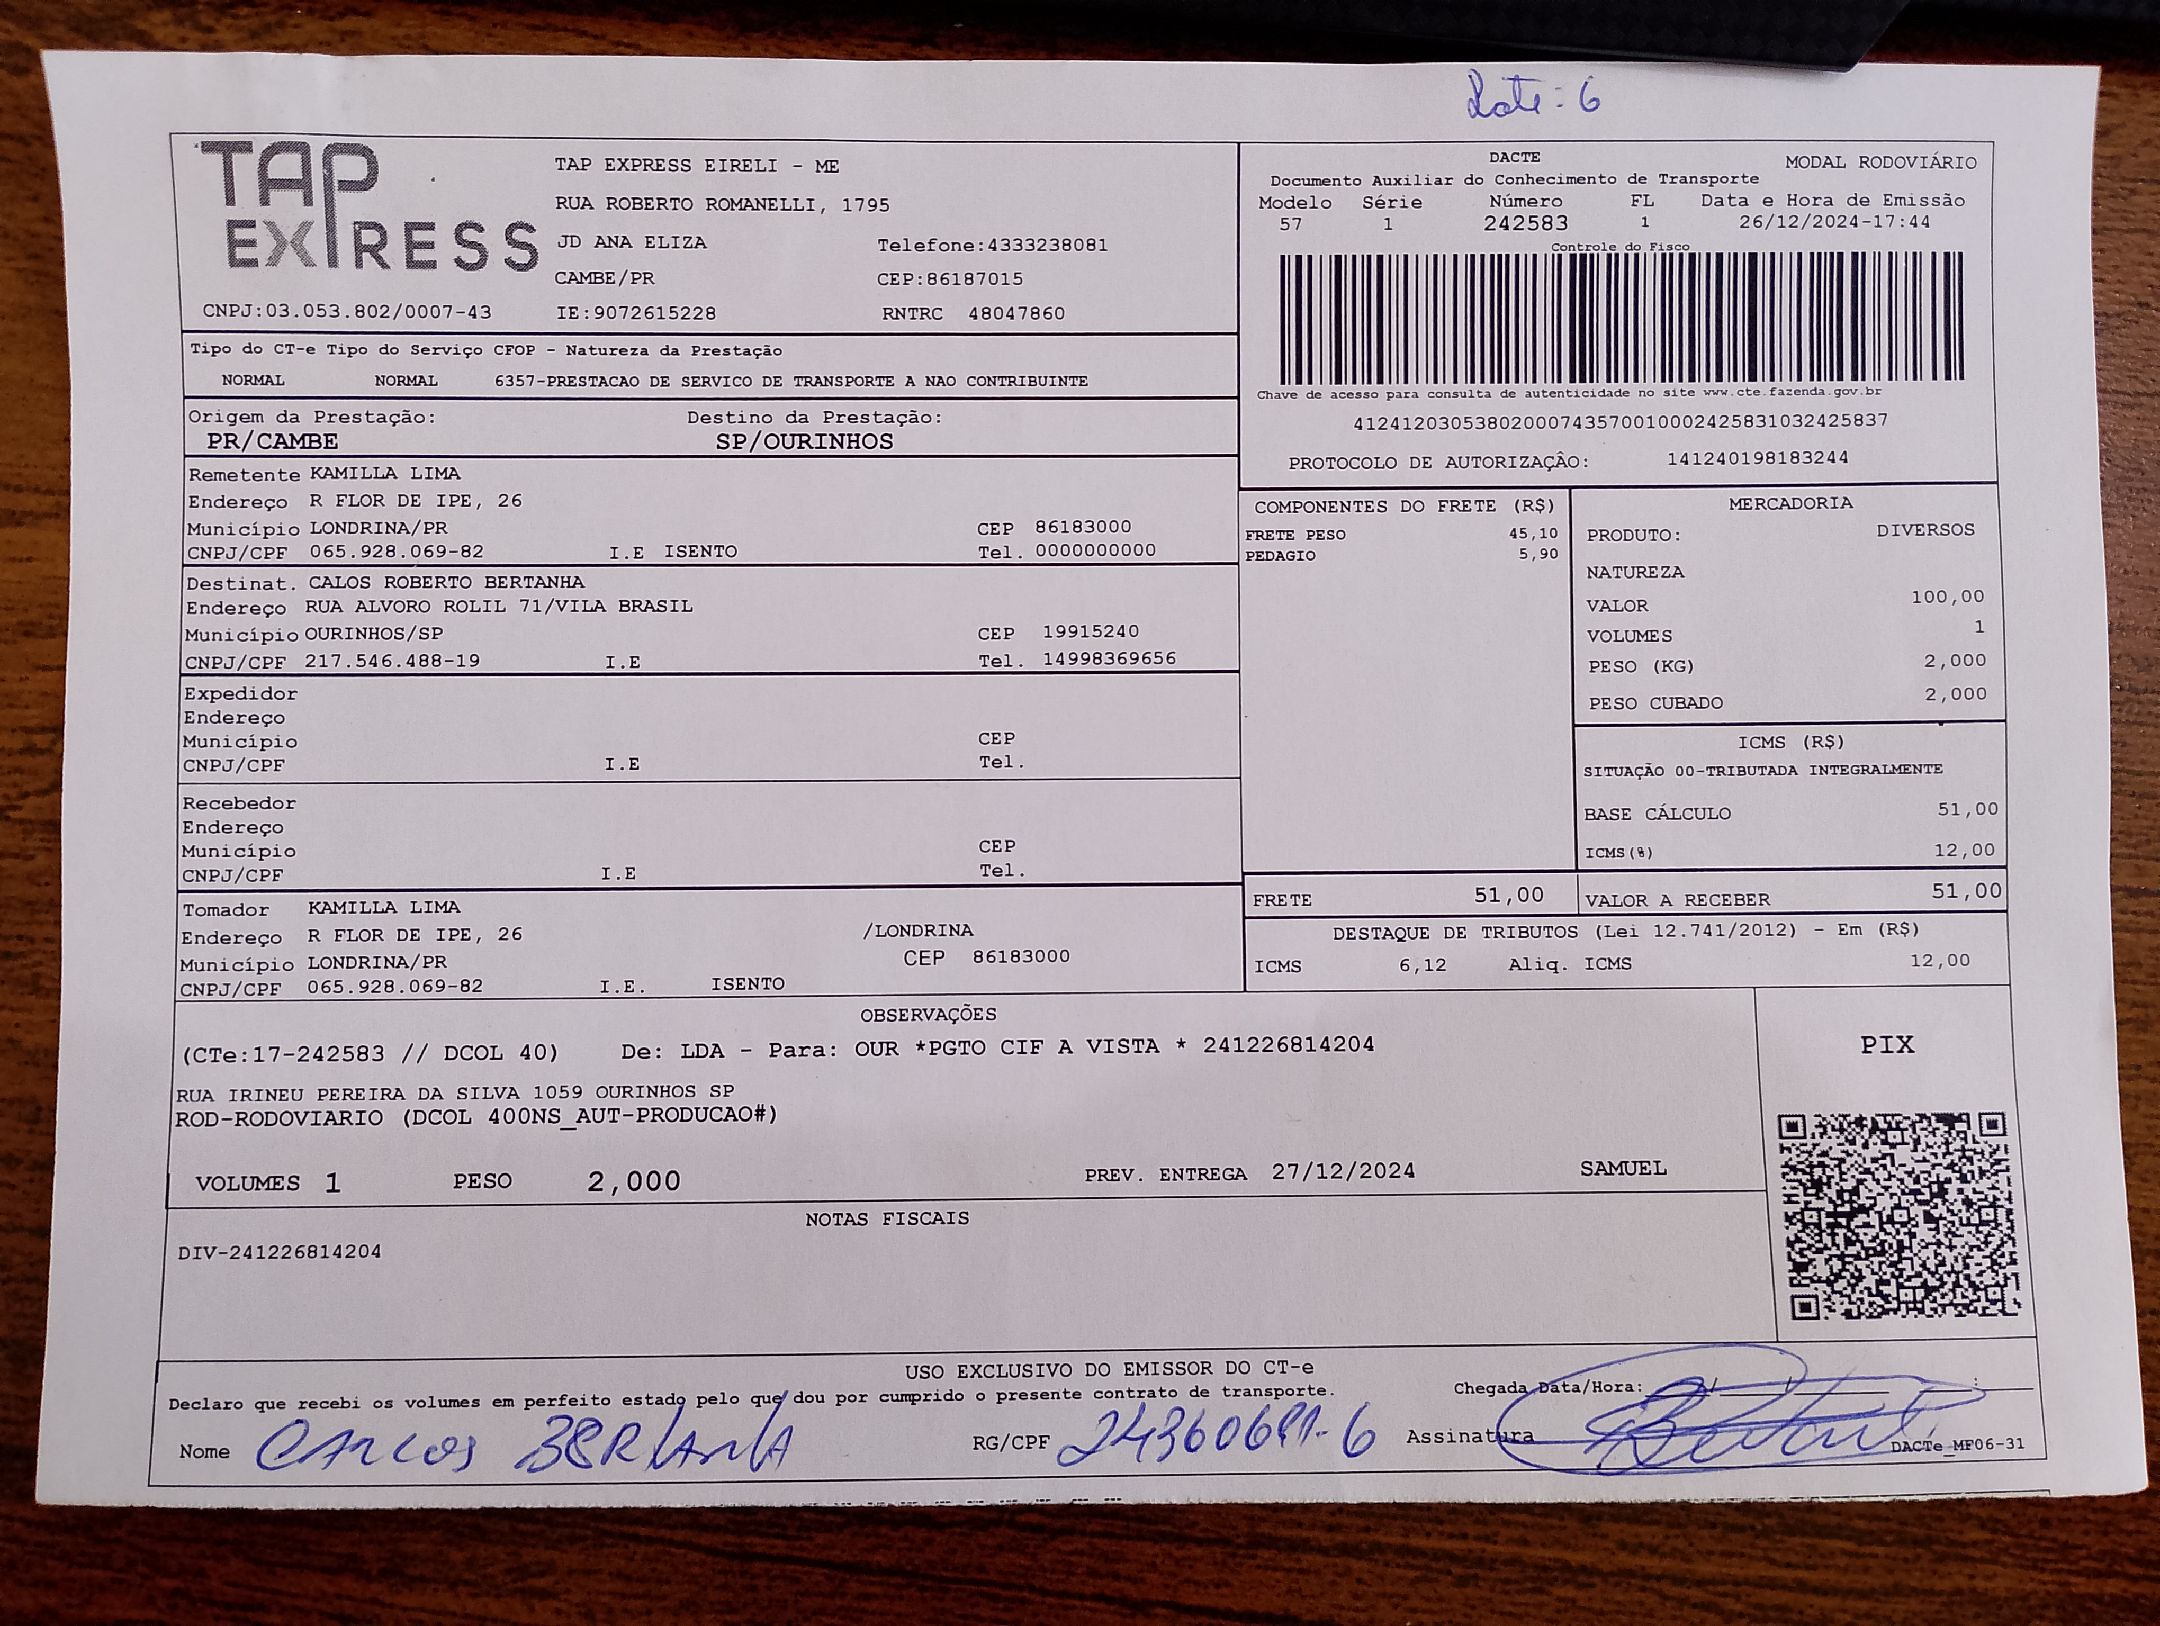 Rote: 6
TAP EXPRESS
TAP EXPRESS EIRELI - ME
RUA ROBERTO ROMANELLI, 1795
JD ANA ELIZA Telefone:4333238081
CAMBE/PR CEP:86187015
CNPJ:03.053.802/0007-43 IE:9072615228 RNTRC 48047860
DACTE MODAL RODOVIÁRIO
Documento Auxiliar do Conhecimento de Transporte
Modelo Série Número FL Data e Hora de Emissão
57 1 242583 1 26/12/2024-17:44
Controle do Fisco
Chave de acesso para consulta de autenticidade no site www.cte.fazenda.gov.br
41241203053802000743570010002425831032425837
PROTOCOLO DE AUTORIZAÇÂO: 141240198183244
Tipo do CT-e Tipo do Serviço CFOP - Natureza da Prestação
NORMAL NORMAL 6357-PRESTACAO DE SERVICO DE TRANSPORTE A NAO CONTRIBUINTE
Origem da Prestação: Destino da Prestação:
PR/CAMBE SP/OURINHOS
Remetente KAMILLA LIMA
Endereço R FLOR DE IPE, 26
Município LONDRINA/PR CEP 86183000
CNPJ/CPF 065.928.069-82 I.E ISENTO Tel. 0000000000
Destinat. CALOS ROBERTO BERTANHA
Endereço RUA ALVORO ROLIL 71/VILA BRASIL
Município OURINHOS/SP CEP 19915240
CNPJ/CPF 217.546.488-19 I.E Tel. 14998369656
Expedidor
Endereço
Município CEP
CNPJ/CPF I.E Tel.
Recebedor
Endereço
Município CEP
CNPJ/CPF I.E Tel.
Tomador KAMILLA LIMA
Endereço R FLOR DE IPE, 26 /LONDRINA
Município LONDRINA/PR CEP 86183000
CNPJ/CPF 065.928.069-82 I.E. ISENTO
COMPONENTES DO FRETE (R$)
FRETE PESO 45,10
PEDAGIO 5,90
MERCADORIA
PRODUTO: DIVERSOS
NATUREZA
VALOR 100,00
VOLUMES 1
PESO (KG) 2,000
PESO CUBADO 2,000
ICMS (R$)
SITUAÇÃO 00-TRIBUTADA INTEGRALMENTE
BASE CÁLCULO 51,00
ICMS(%) 12,00
FRETE 51,00 VALOR A RECEBER 51,00
DESTAQUE DE TRIBUTOS (Lei 12.741/2012) - Em (R$)
ICMS 6,12 Aliq. ICMS 12,00
OBSERVAÇÕES
(CTe:17-242583 // DCOL 40) De: LDA - Para: OUR *PGTO CIF A VISTA * 241226814204
RUA IRINEU PEREIRA DA SILVA 1059 OURINHOS SP
ROD-RODOVIARIO (DCOL 400NS_AUT-PRODUCAO#)
VOLUMES 1 PESO 2,000 PREV. ENTREGA 27/12/2024 SAMUEL
PIX
NOTAS FISCAIS
DIV-241226814204
USO EXCLUSIVO DO EMISSOR DO CT-e
Declaro que recebi os volumes em perfeito estado pelo que dou por cumprido o presente contrato de transporte. Chegada Data/Hora: / / :
Nome CARLOS BERTANHA RG/CPF Assinatura
DACTe_MF06-31